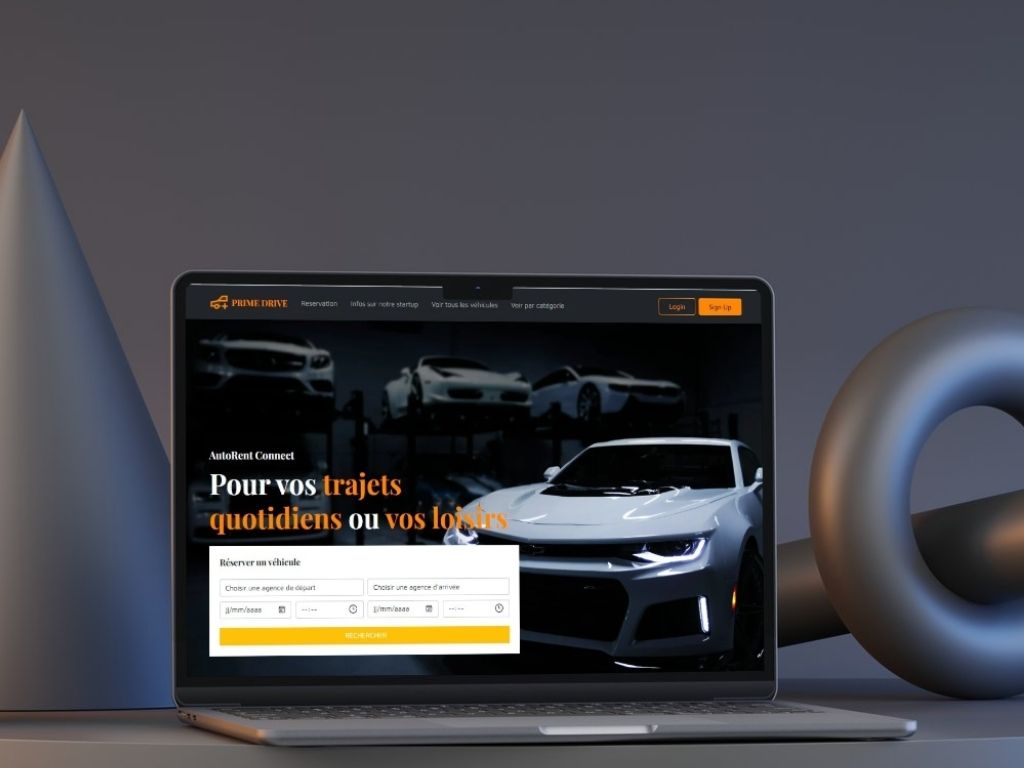 PRIME DRIVE
Reservation
Infos sur notre startup
Voir tous les véhicules
Voir par catégorie
Login
Sign Up
AutoRent Connect
Pour vos trajets
quotidiens ou vos loisirs
Réserver un véhicule
Choisir une agence de départ
Choisir une agence d'arrivée
jj/mm/aaaa
--:--
jj/mm/aaaa
--:--
RECHERCHER